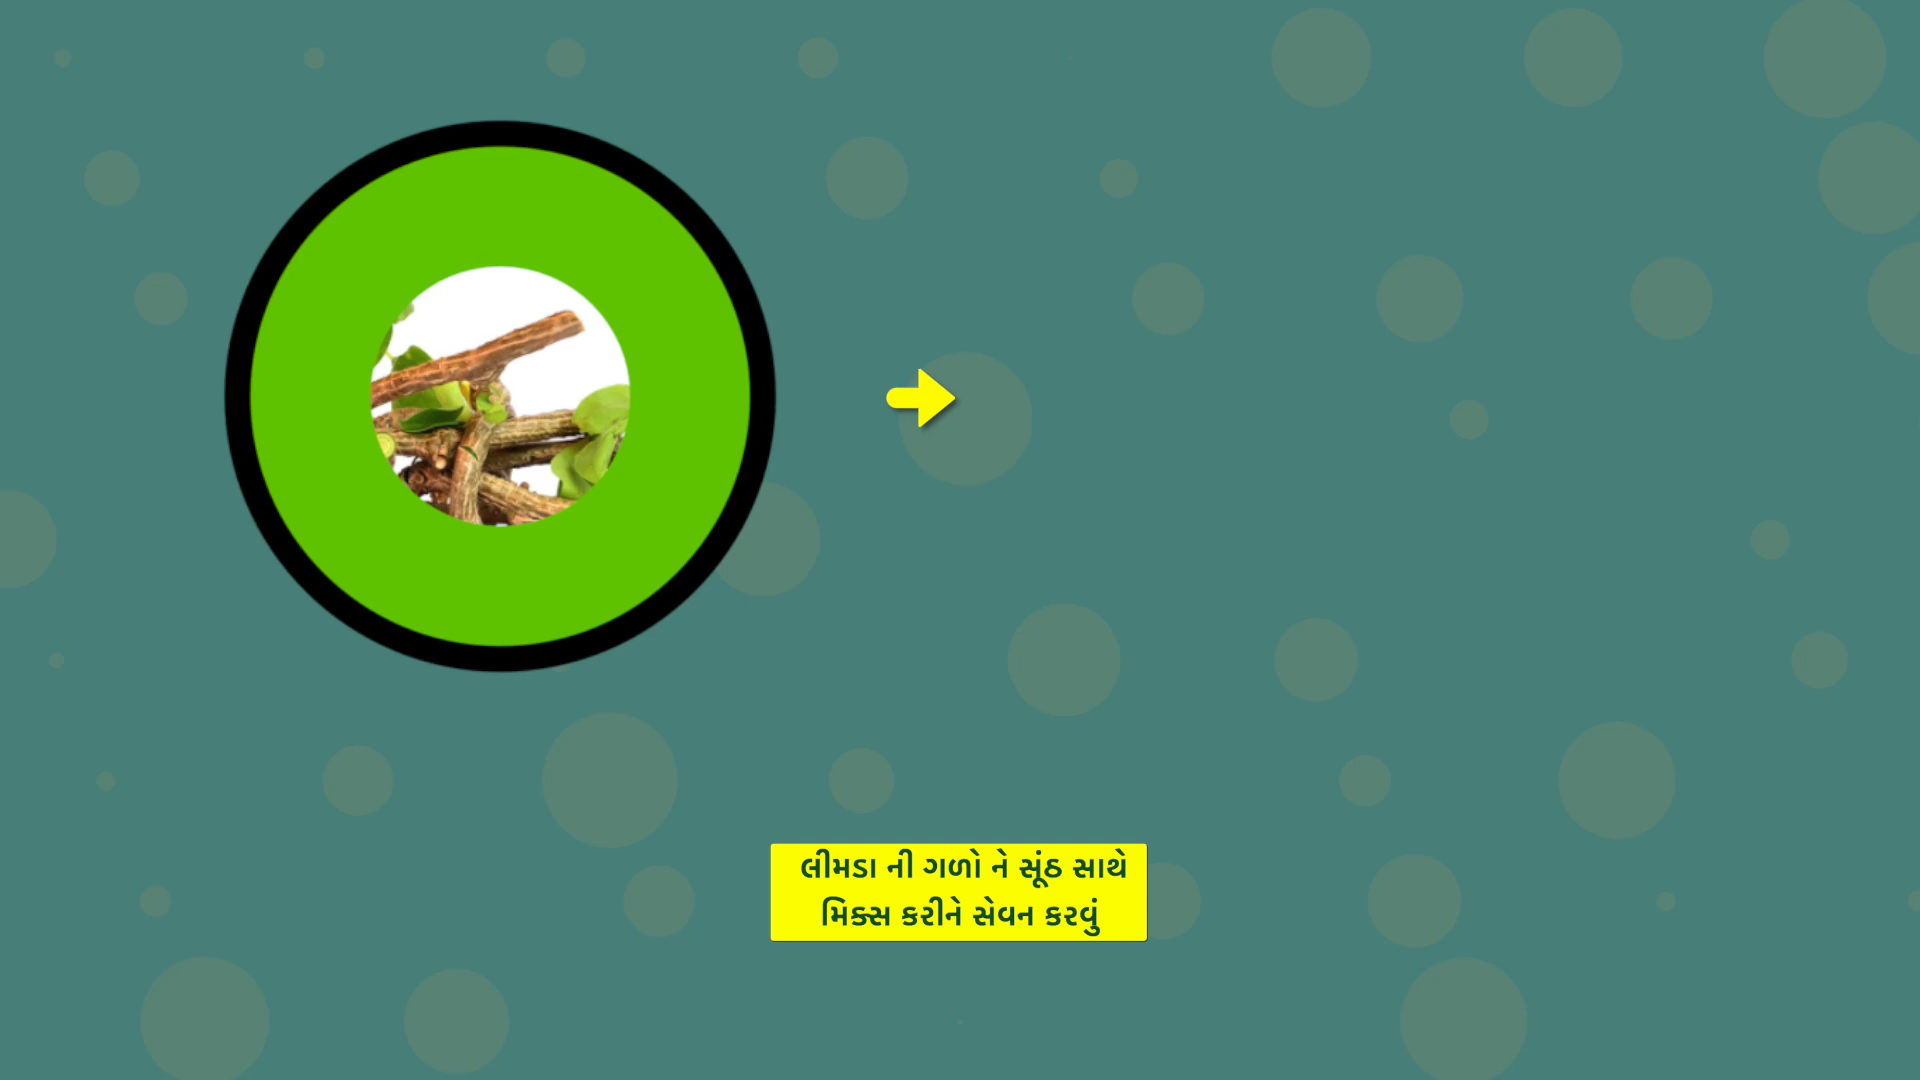 લીમડા ની ગળો ને સૂંઠ સાથે
મિક્સ કરીને સેવન કરવું